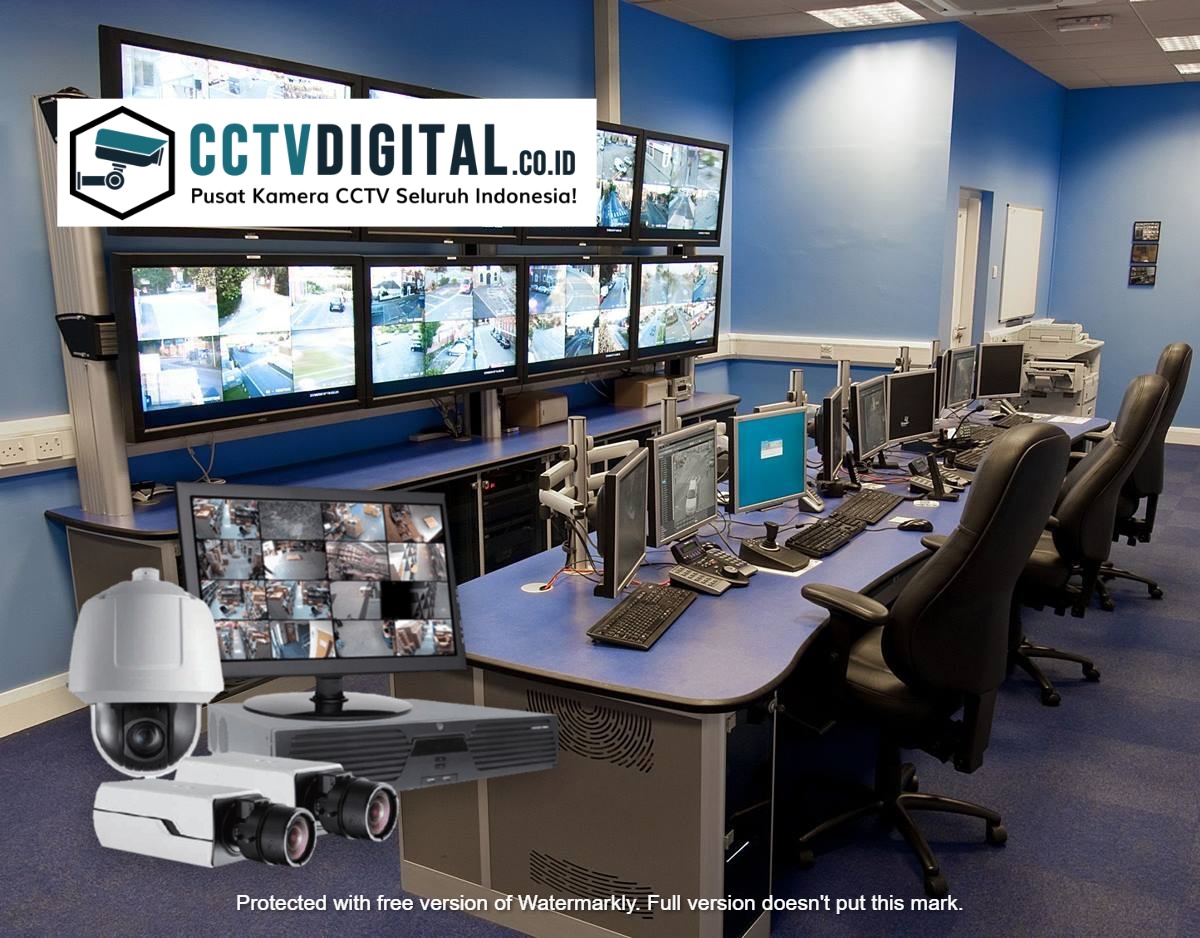 CCTVDIGITAL.CO.ID
Pusat Kamera CCTV Seluruh Indonesia!
Protected with free version of Watermarkly. Full version doesn't put this mark.